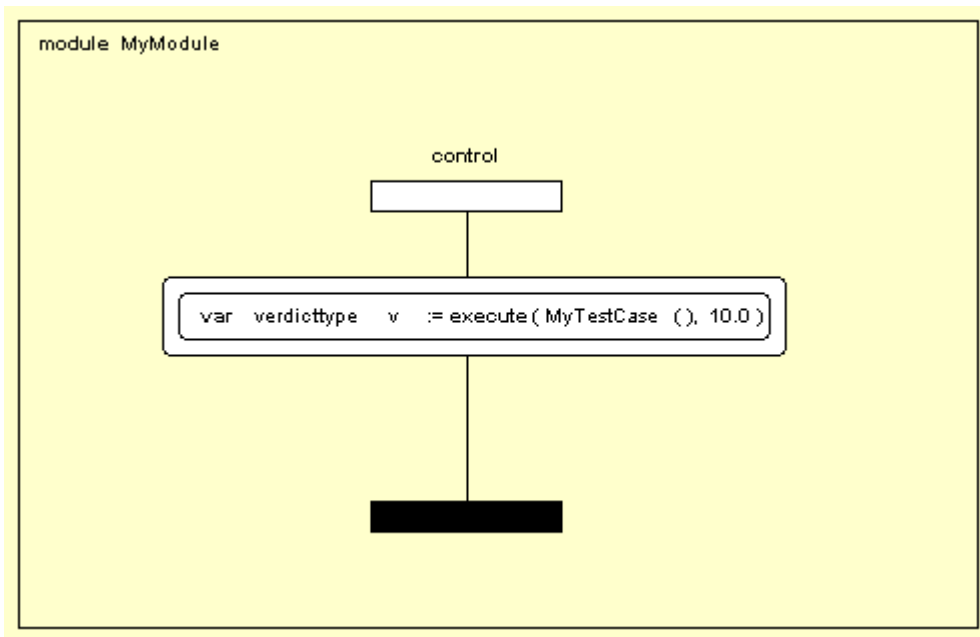 module MyModule
control
var verdicttype v := execute ( MyTestCase (), 10.0 )